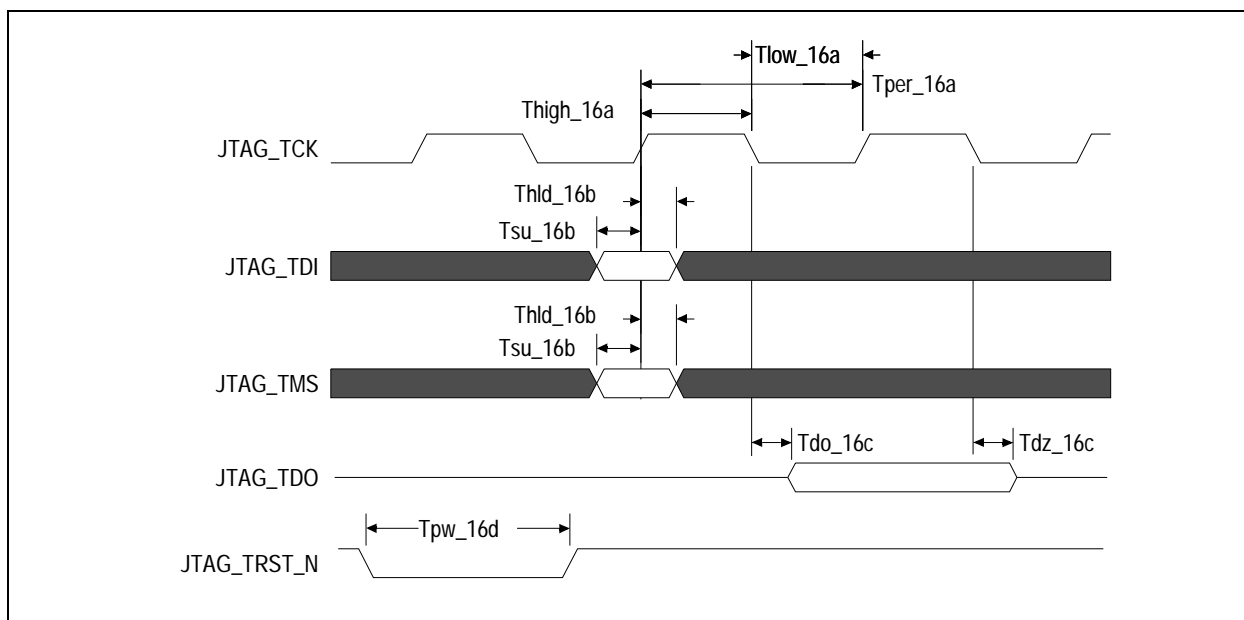 Tlow_16a
Tper_16a
Thigh_16a
JTAG_TCK
Thld_16b
Tsu_16b
JTAG_TDI
Thld_16b
Tsu_16b
JTAG_TMS
Tdo_16c
Tdz_16c
JTAG_TDO
Tpw_16d
JTAG_TRST_N